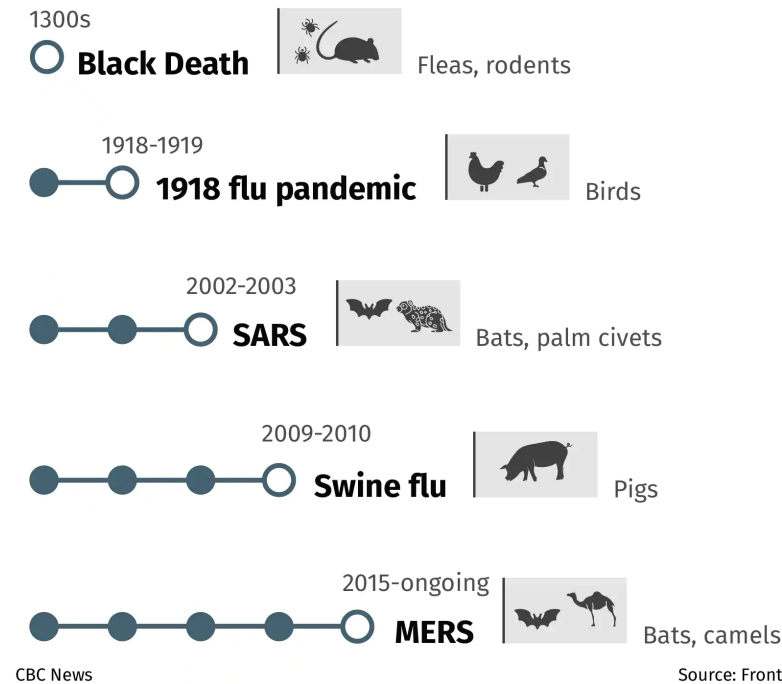 1300s
Black Death
Fleas, rodents
1918-1919
1918 flu pandemic
Birds
2002-2003
SARS
Bats, palm civets
2009-2010
Swine flu
Pigs
2015-ongoing
MERS
Bats, camels
CBC News
Source: Front